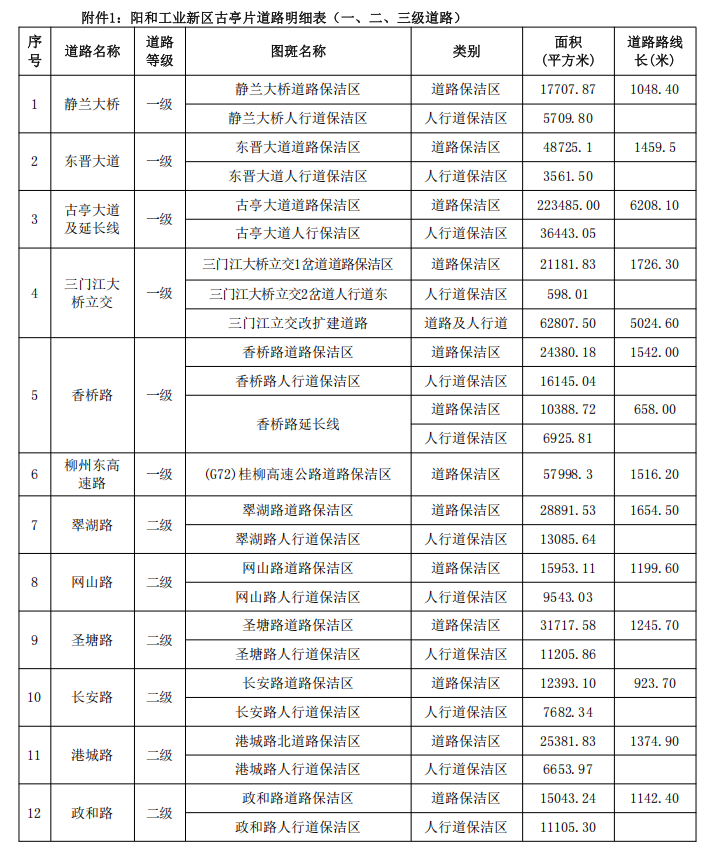 附件1：阳和工业新区古亭片道路明细表（一、二、三级道路）
序号 道路名称 道路等级 图斑名称 类别 面积(平方米) 道路路线长(米)
1 静兰大桥 一级 静兰大桥道路保洁区 道路保洁区 17707.87 1048.40
静兰大桥人行道保洁区 人行道保洁区 5709.80
2 东晋大道 一级 东晋大道道路保洁区 道路保洁区 48725.1 1459.5
东晋大道人行道保洁区 人行道保洁区 3561.50
3 古亭大道及延长线 一级 古亭大道道路保洁区 道路保洁区 223485.00 6208.10
古亭大道人行保洁区 人行道保洁区 36443.05
4 三门江大桥立交 一级 三门江大桥立交1岔道道路保洁区 道路保洁区 21181.83 1726.30
三门江大桥立交2岔道人行道东 人行道保洁区 598.01
三门江立交改扩建道路 道路及人行道 62807.50 5024.60
5 香桥路 一级 香桥路道路保洁区 道路保洁区 24380.18 1542.00
香桥路人行道保洁区 人行道保洁区 16145.04
香桥路延长线 道路保洁区 10388.72 658.00
人行道保洁区 6925.81
6 柳州东高速路 一级 (G72)桂柳高速公路道路保洁区 道路保洁区 57998.3 1516.20
7 翠湖路 二级 翠湖路道路保洁区 道路保洁区 28891.53 1654.50
翠湖路人行道保洁区 人行道保洁区 13085.64
8 网山路 二级 网山路道路保洁区 道路保洁区 15953.11 1199.60
网山路人行道保洁区 人行道保洁区 9543.03
9 圣塘路 二级 圣塘路道路保洁区 道路保洁区 31717.58 1245.70
圣塘路人行道保洁区 人行道保洁区 11205.86
10 长安路 二级 长安路道路保洁区 道路保洁区 12393.10 923.70
长安路人行道保洁区 人行道保洁区 7682.34
11 港城路 二级 港城路北道路保洁区 道路保洁区 25381.83 1374.90
港城路人行道保洁区 人行道保洁区 6653.97
12 政和路 二级 政和路道路保洁区 道路保洁区 15043.24 1142.40
政和路人行道保洁区 人行道保洁区 11105.30